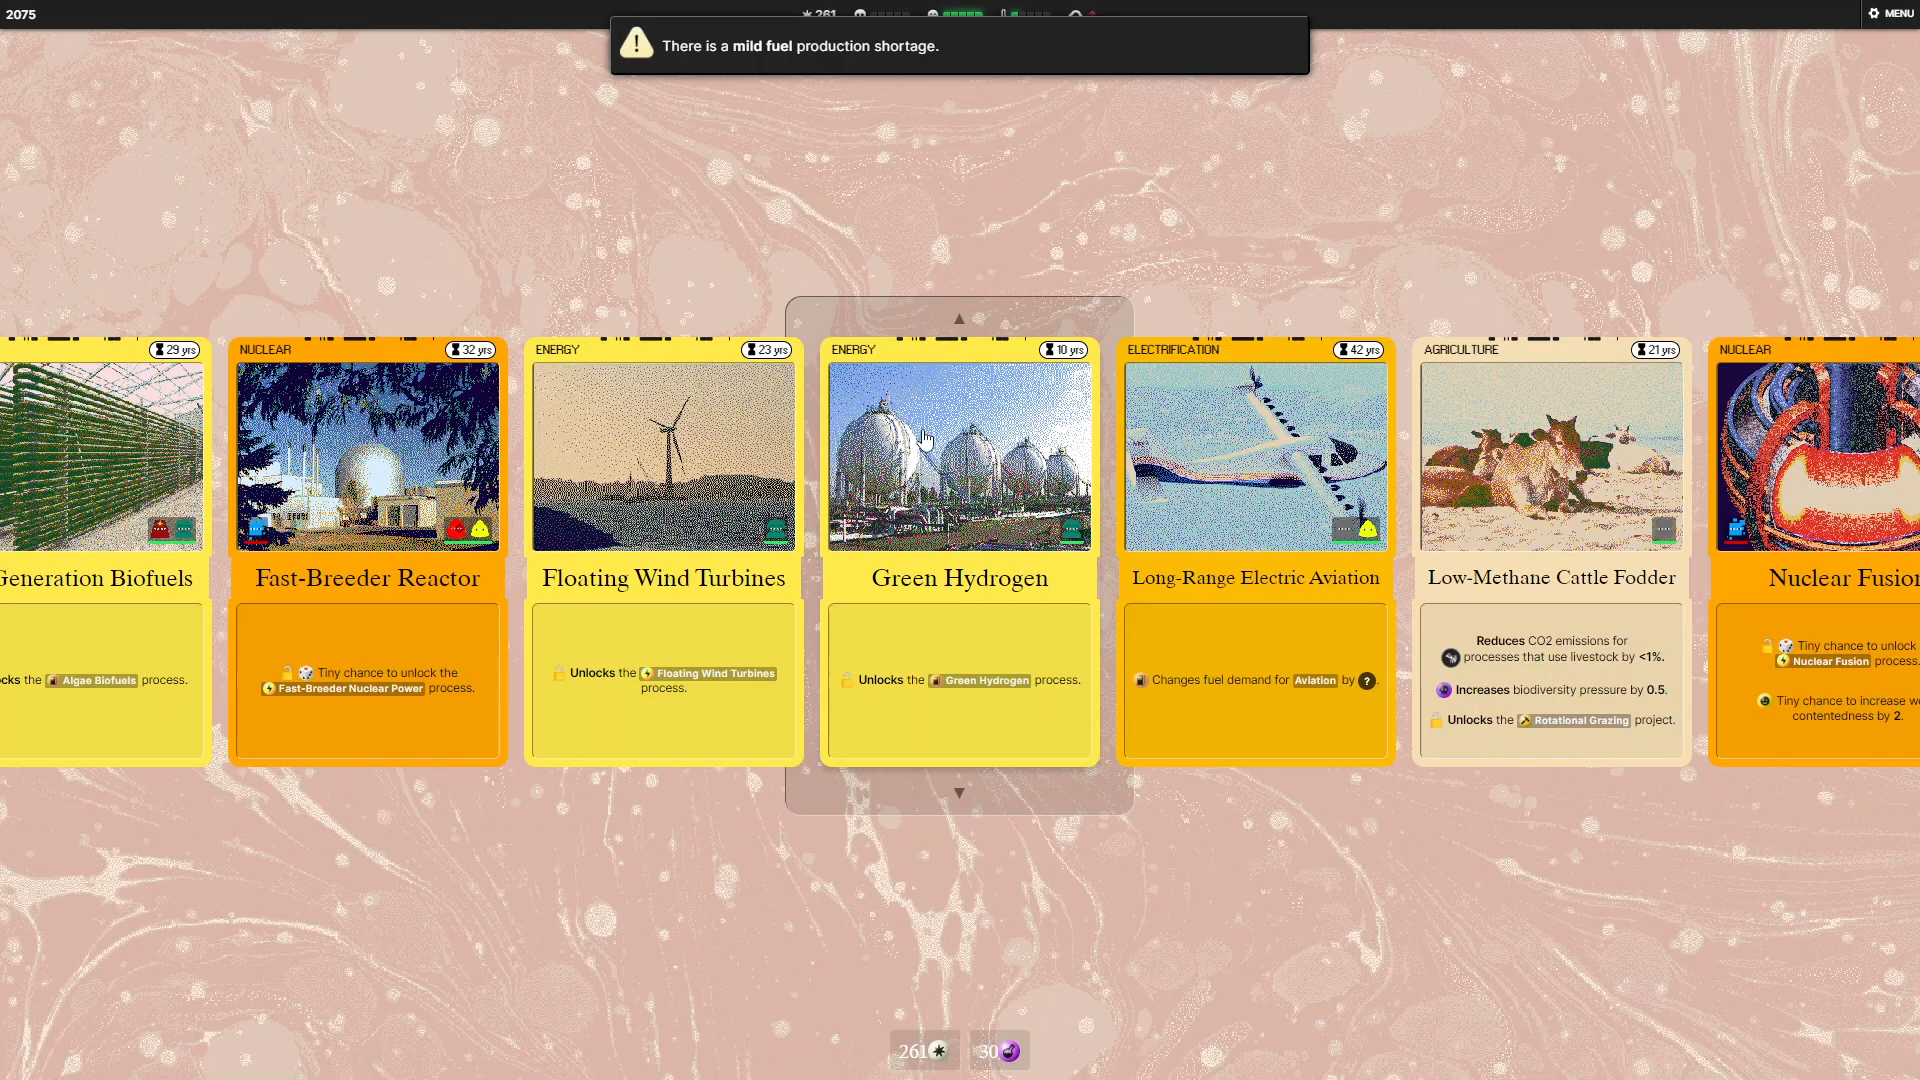 2075
261
MENU
There is a mild fuel production shortage.
29 yrs
Generation Biofuels
the Algae Biofuels process.
NUCLEAR
32 yrs
Fast-Breeder Reactor
Tiny chance to unlock the
Fast-Breeder Nuclear Power process.
ENERGY
23 yrs
Floating Wind Turbines
Unlocks the Floating Wind Turbines
process.
ENERGY
10 yrs
Green Hydrogen
Unlocks the Green Hydrogen process.
ELECTRIFICATION
42 yrs
Long-Range Electric Aviation
Changes fuel demand for Aviation by ?.
AGRICULTURE
21 yrs
Low-Methane Cattle Fodder
Reduces CO2 emissions for
processes that use livestock by <1%.
Increases biodiversity pressure by 0.5.
Unlocks the Rotational Grazing project.
NUCLEAR
Nuclear Fusion
Tiny chance to unlock
Nuclear Fusion process.
Tiny chance to increase
contentedness by 2.
261
30